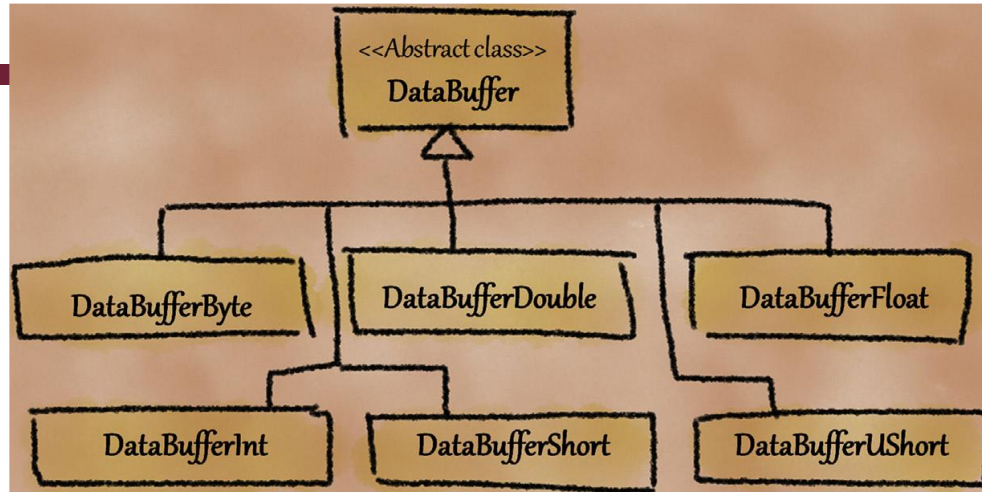 <<Abstract class>>
DataBuffer
DataBufferByte
DataBufferDouble
DataBufferFloat
DataBufferInt
DataBufferShort
DataBufferUShort